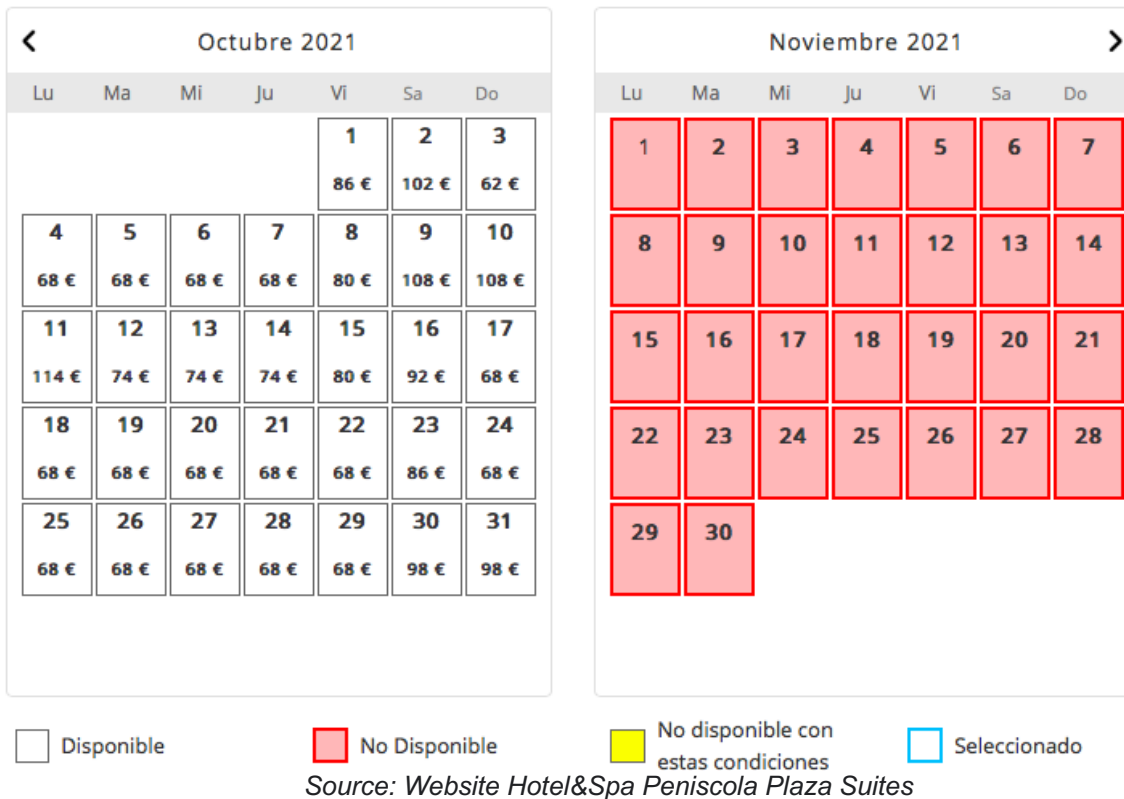 Octubre 2021
Lu Ma Mi Ju Vi Sa Do
1 2 3
86 € 102 € 62 €
4 5 6 7 8 9 10
68 € 68 € 68 € 68 € 80 € 108 € 108 €
11 12 13 14 15 16 17
114 € 74 € 74 € 74 € 80 € 92 € 68 €
18 19 20 21 22 23 24
68 € 68 € 68 € 68 € 68 € 86 € 68 €
25 26 27 28 29 30 31
68 € 68 € 68 € 68 € 68 € 98 € 98 €
Noviembre 2021
Lu Ma Mi Ju Vi Sa Do
1 2 3 4 5 6 7
8 9 10 11 12 13 14
15 16 17 18 19 20 21
22 23 24 25 26 27 28
29 30
Disponible
No Disponible
No disponible con
estas condiciones
Seleccionado
Source: Website Hotel&Spa Peniscola Plaza Suites